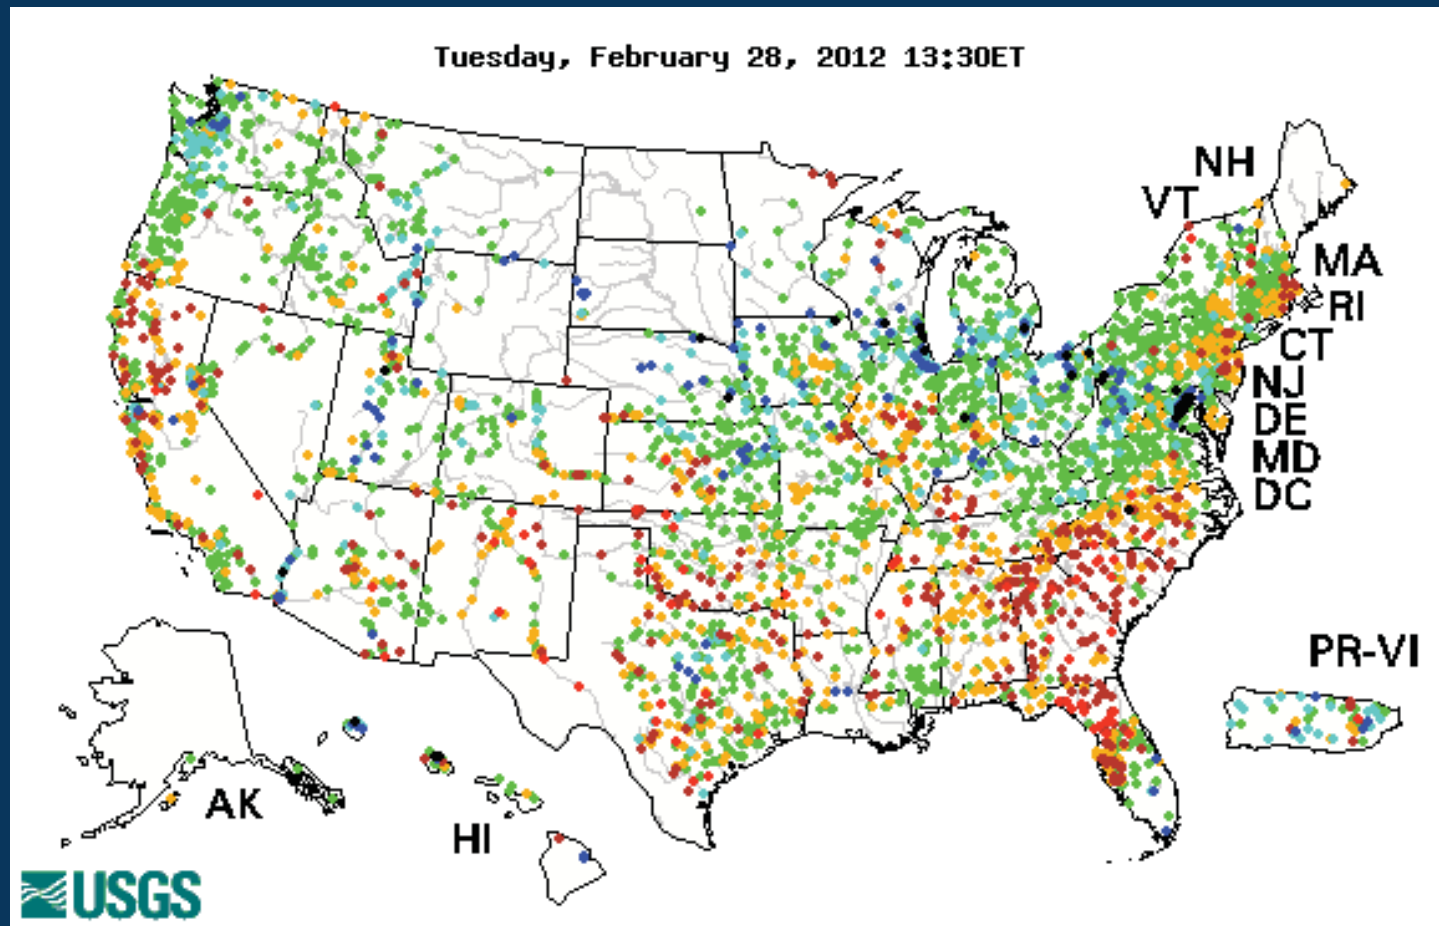 Tuesday, February 28, 2012 13:30ET
NH
VT
MA
RI
CT
NJ
DE
MD
DC
PR-VI
AK
HI
USGS